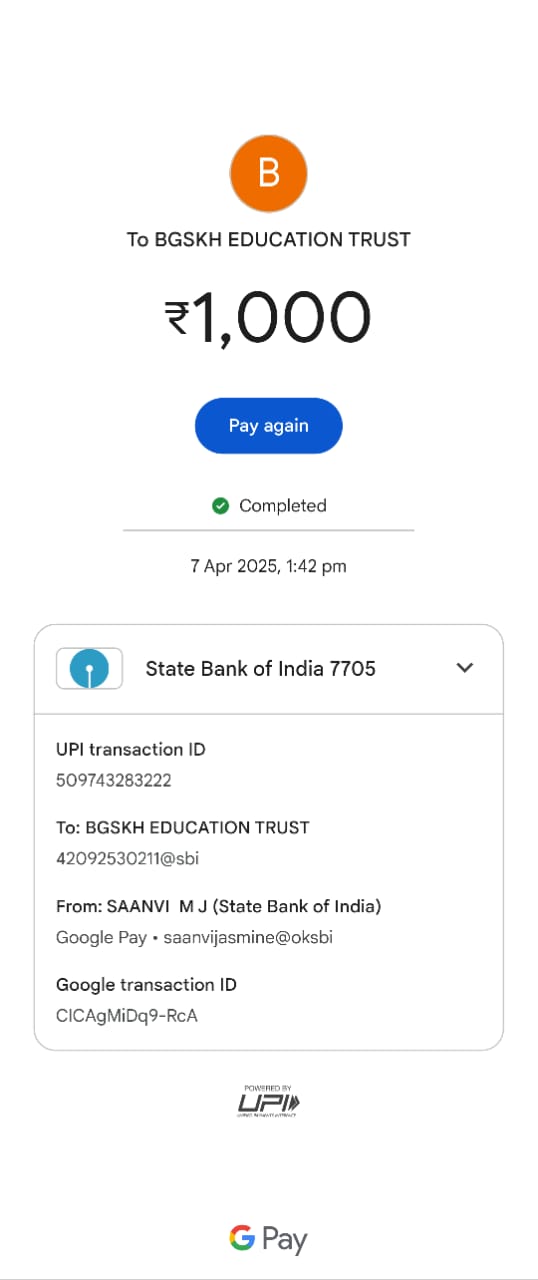 B
To BGSKH EDUCATION TRUST
₹1,000
Pay again
Completed
7 Apr 2025, 1:42 pm
State Bank of India 7705
UPI transaction ID
509743283222
To: BGSKH EDUCATION TRUST
42092530211@sbi
From: SAANVI  M J (State Bank of India)
Google Pay • saanvijasmine@oksbi
Google transaction ID
CICAgMiDq9-RcA
POWERED BY
UPI
G Pay